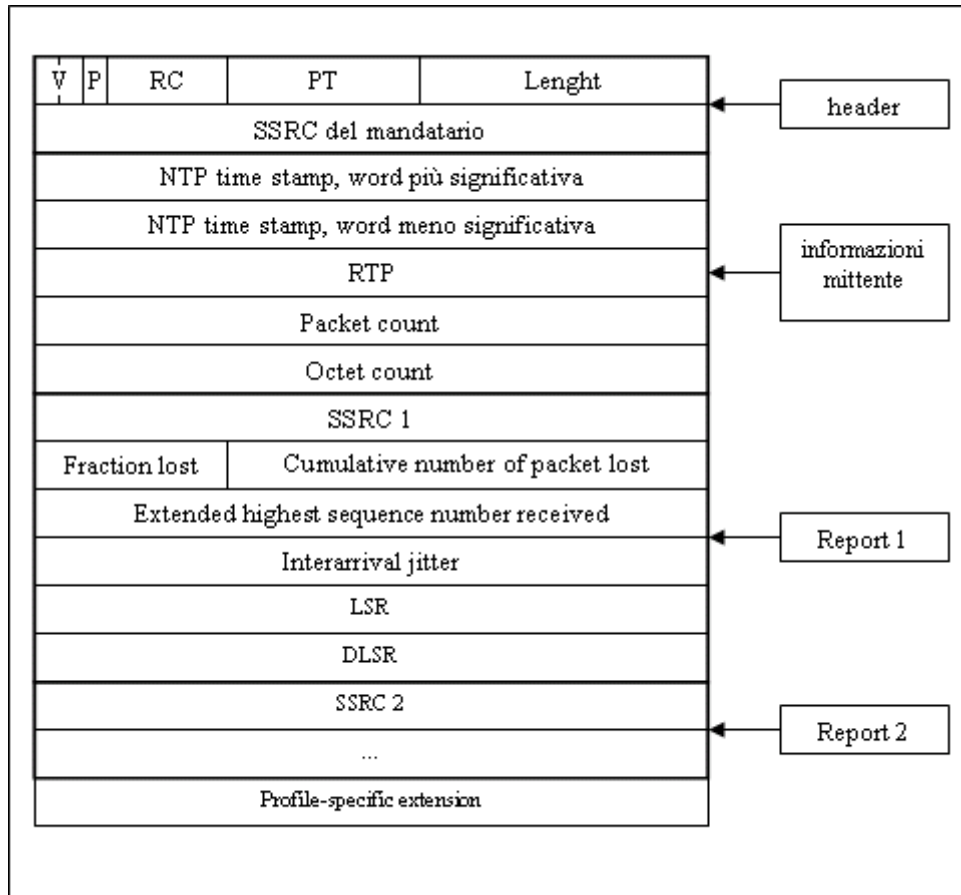 V P RC PT Lenght
header
SSRC del mandatario
NTP time stamp, word più significativa
NTP time stamp, word meno significativa
informazioni
mittente
RTP
Packet count
Octet count
SSRC 1
Fraction lost Cumulative number of packet lost
Extended highest sequence number received
Report 1
Interarrival jitter
LSR
DLSR
SSRC 2
Report 2
...
Profile-specific extension